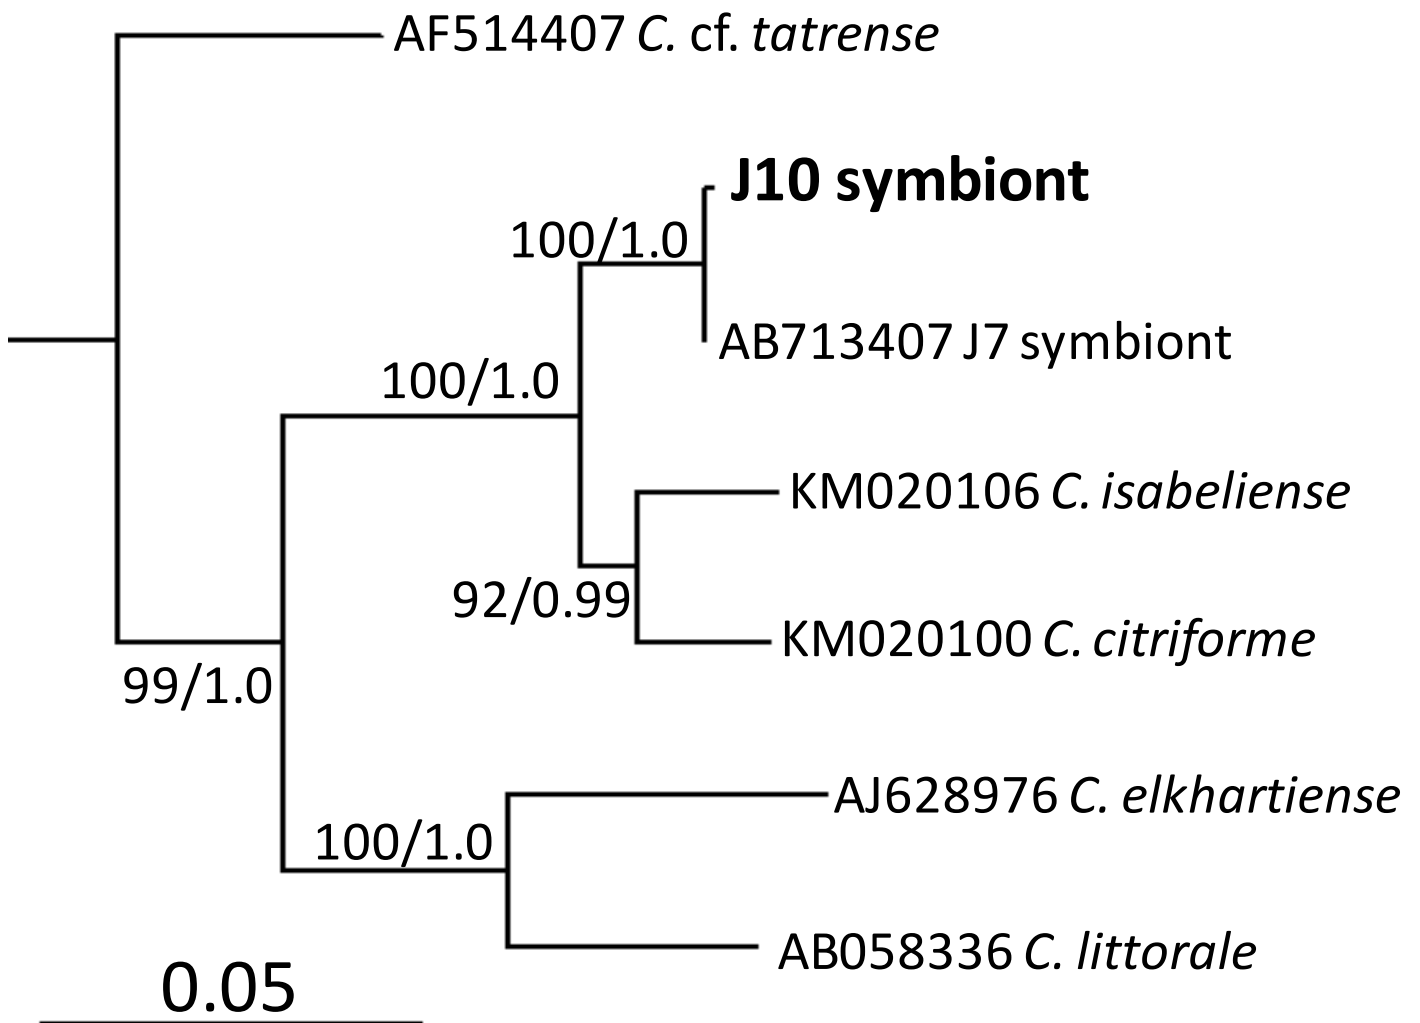 AF514407 C. cf. tatrense
J10 symbiont
100/1.0
AB713407 J7 symbiont
100/1.0
KM020106 C. isabeliense
92/0.99
KM020100 C. citriforme
99/1.0
AJ628976 C. elkhartiense
100/1.0
AB058336 C. littorale
0.05